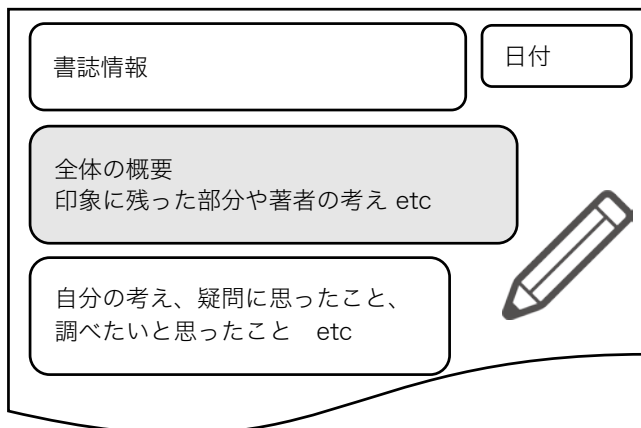 書誌情報
日付
全体の概要
印象に残った部分や著者の考え etc
自分の考え、疑問に思ったこと、
調べたいと思ったこと　etc